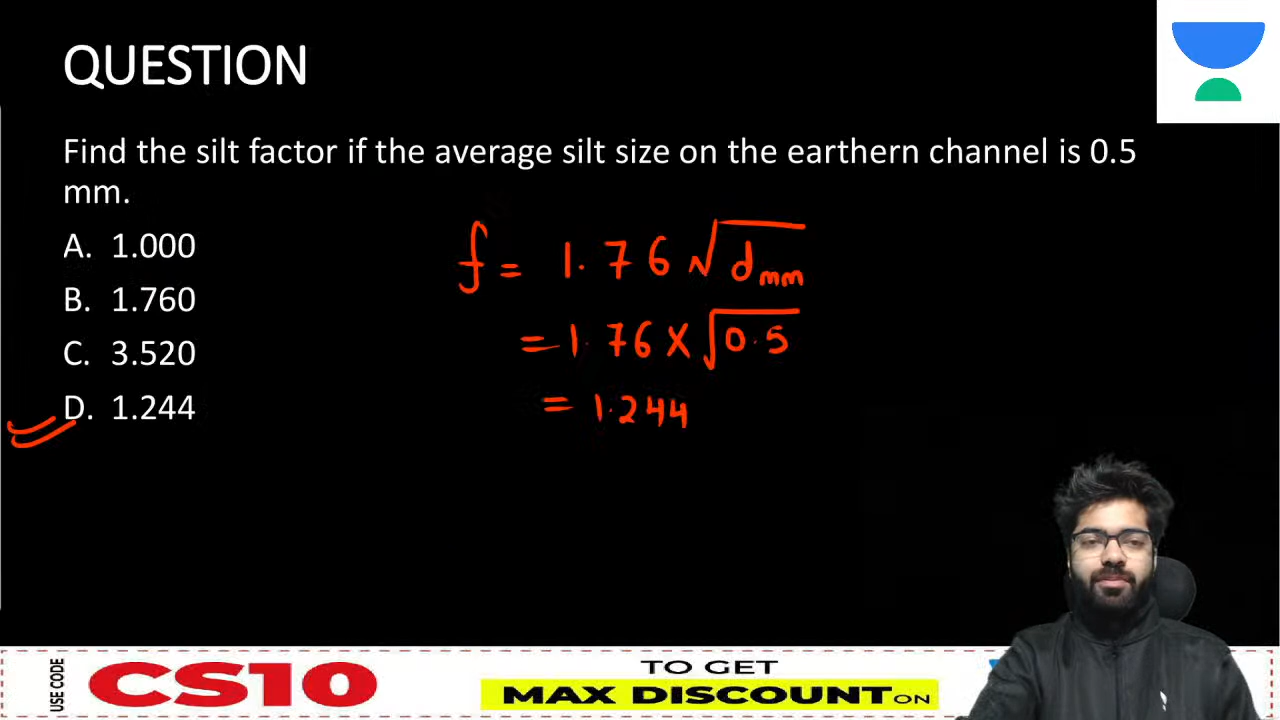 QUESTION
Find the silt factor if the average silt size on the earthern channel is 0.5
mm.
A. 1.000
B. 1.760
C. 3.520
D. 1.244
f = 1.76 √d mm
= 1.76 × √0.5
= 1.244
USE CODE
CS10
TO GET
MAX DISCOUNT ON